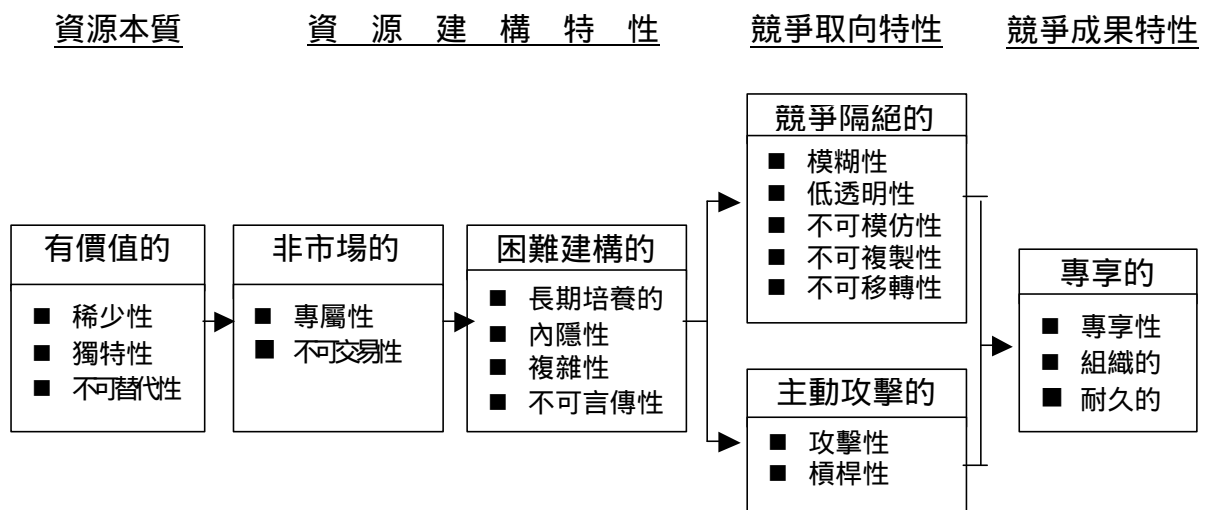 資源本質
資源建構特性
競爭取向特性
競爭成果特性
有價值的
■ 稀少性
■ 獨特性
■ 不可替代性
非市場的
■ 專屬性
■ 不可交易性
困難建構的
■ 長期培養的
■ 內隱性
■ 複雜性
■ 不可言傳性
競爭隔絕的
■ 模糊性
■ 低透明性
■ 不可模仿性
■ 不可複製性
■ 不可移轉性
主動攻擊的
■ 攻擊性
■ 槓桿性
專享的
■ 專享性
■ 組織的
■ 耐久的